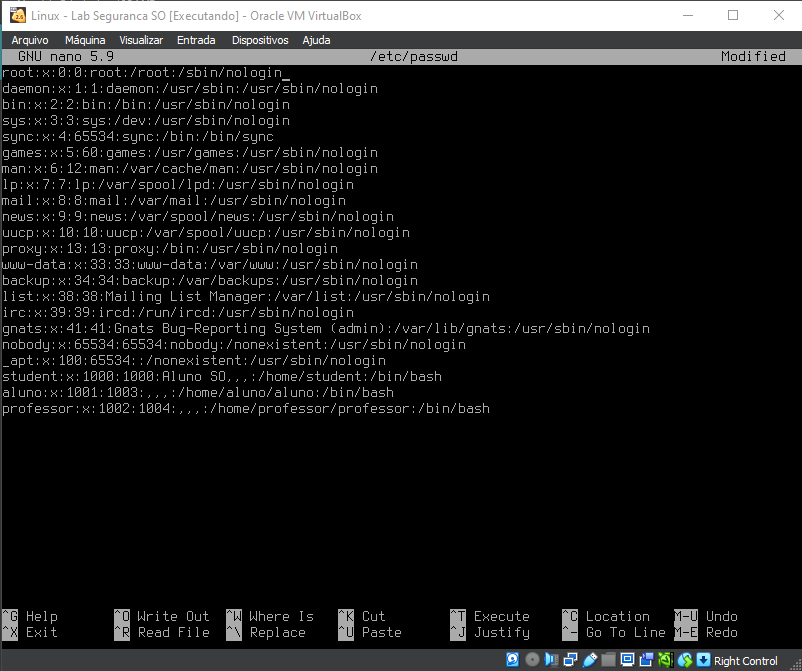 Linux - Lab Seguranca SO [Executando] - Oracle VM VirtualBox
Arquivo Máquina Visualizar Entrada Dispositivos Ajuda
GNU nano 5.9 /etc/passwd Modified
root:x:0:0:root:/root:/sbin/nologin_
daemon:x:1:1:daemon:/usr/sbin:/usr/sbin/nologin
bin:x:2:2:bin:/bin:/usr/sbin/nologin
sys:x:3:3:sys:/dev:/usr/sbin/nologin
sync:x:4:65534:sync:/bin:/bin/sync
games:x:5:60:games:/usr/games:/usr/sbin/nologin
man:x:6:12:man:/var/cache/man:/usr/sbin/nologin
lp:x:7:7:lp:/var/spool/lpd:/usr/sbin/nologin
mail:x:8:8:mail:/var/mail:/usr/sbin/nologin
news:x:9:9:news:/var/spool/news:/usr/sbin/nologin
uucp:x:10:10:uucp:/var/spool/uucp:/usr/sbin/nologin
proxy:x:13:13:proxy:/bin:/usr/sbin/nologin
www-data:x:33:33:www-data:/var/www:/usr/sbin/nologin
backup:x:34:34:backup:/var/backups:/usr/sbin/nologin
list:x:38:38:Mailing List Manager:/var/list:/usr/sbin/nologin
irc:x:39:39:ircd:/run/ircd:/usr/sbin/nologin
gnats:x:41:41:Gnats Bug-Reporting System (admin):/var/lib/gnats:/usr/sbin/nologin
nobody:x:65534:65534:nobody:/nonexistent:/usr/sbin/nologin
_apt:x:100:65534::/nonexistent:/usr/sbin/nologin
student:x:1000:1000:Aluno SO,,,:/home/student:/bin/bash
aluno:x:1001:1003:,,,:/home/aluno/aluno:/bin/bash
professor:x:1002:1004:,,,:/home/professor/professor:/bin/bash
^G Help ^O Write Out ^W Where Is ^K Cut ^T Execute ^C Location M-U Undo
^X Exit ^R Read File ^\ Replace ^U Paste ^J Justify ^_ Go To Line M-E Redo
Right Control